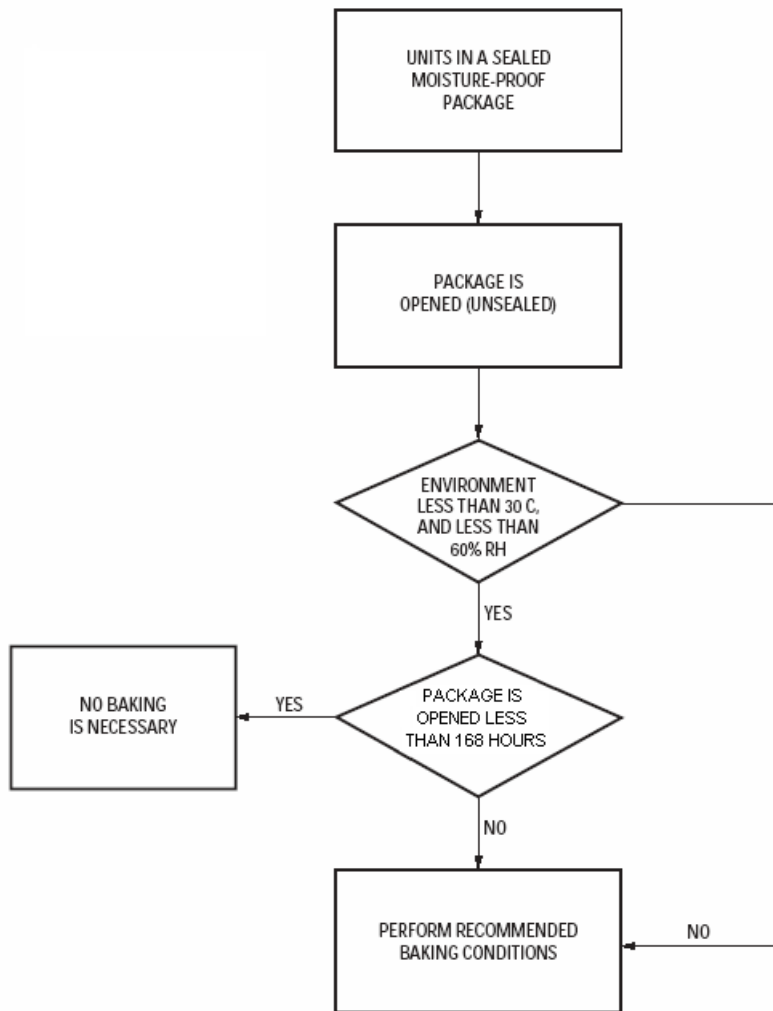 UNITS IN A SEALED
MOISTURE-PROOF
PACKAGE
PACKAGE IS
OPENED (UNSEALED)
ENVIRONMENT
LESS THAN 30 C,
AND LESS THAN
60% RH
YES
PACKAGE IS
OPENED LESS
THAN 168 HOURS
YES
NO BAKING
IS NECESSARY
NO
PERFORM RECOMMENDED
BAKING CONDITIONS
NO